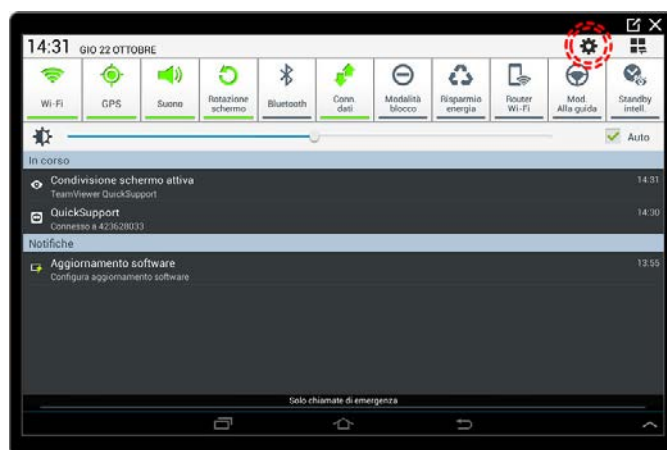 14:31 GIO 22 OTTOBRE
Wi-Fi
GPS
Suono
Rotazione
schermo
Bluetooth
Conn.
dati
Modalità
blocco
Risparmio
energia
Router
Wi-Fi
Mod.
Alla guida
Standby
intell.
Auto
In corso
Condivisione schermo attiva 14:31
TeamViewer QuickSupport
QuickSupport 14:30
Connesso a 423628033
Notifiche
Aggiornamento software 13:55
Configura aggiornamento software
Solo chiamate di emergenza